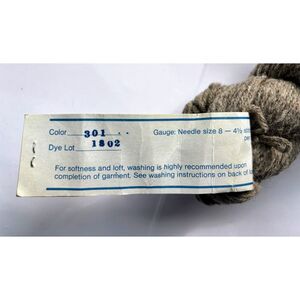 Color 301 . .
Gauge: Needle size 8 — 4½
Dye Lot 1802
For softness and loft, washing is highly recommended upon
completion of garment. See washing instructions on back of